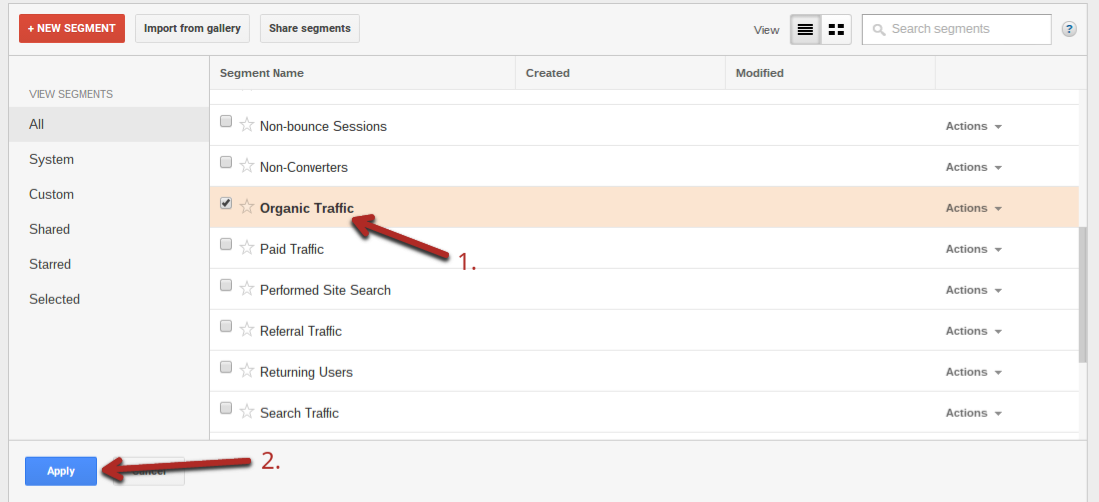 + NEW SEGMENT Import from gallery Share segments View Search segments ?
Segment Name Created Modified
VIEW SEGMENTS
All
System
Custom
Shared
Starred
Selected
Non-bounce Sessions Actions
Non-Converters Actions
Organic Traffic Actions
1.
Paid Traffic Actions
Performed Site Search Actions
Referral Traffic Actions
Returning Users Actions
Search Traffic Actions
Apply Cancel 2.